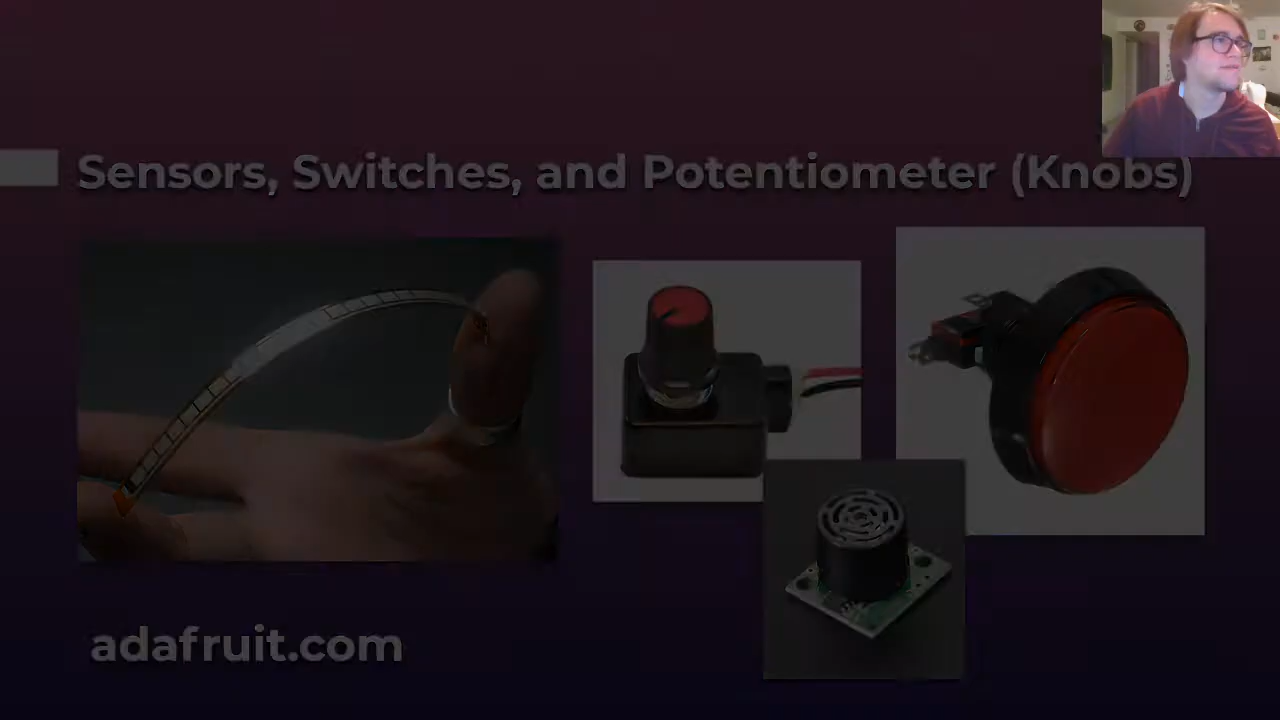 Sensors, Switches, and Potentiometer (Knobs)
adafruit.com